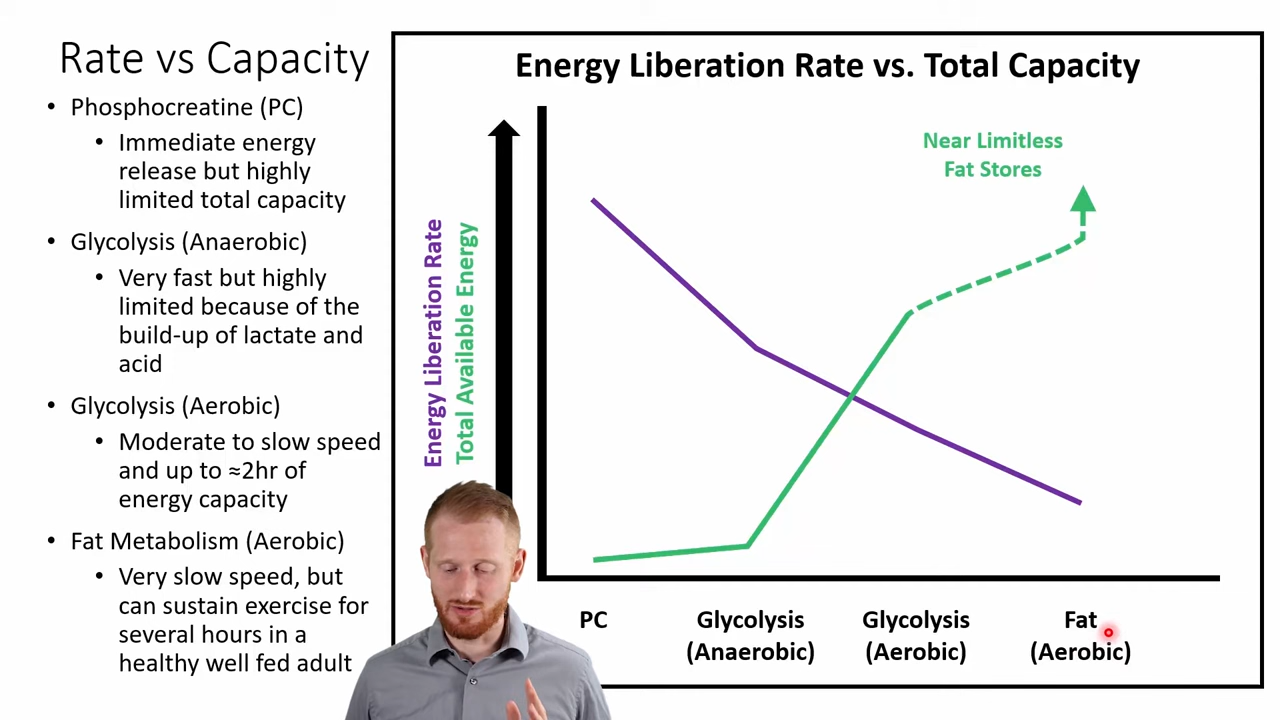 Rate vs Capacity
• Phosphocreatine (PC)
• Immediate energy
release but highly
limited total capacity
• Glycolysis (Anaerobic)
• Very fast but highly
limited because of the
build-up of lactate and
acid
• Glycolysis (Aerobic)
• Moderate to slow speed
and up to ≈2hr of
energy capacity
• Fat Metabolism (Aerobic)
• Very slow speed, but
can sustain exercise for
several hours in a
healthy well fed adult
Energy Liberation Rate vs. Total Capacity
Energy Liberation Rate
Total Available Energy
Near Limitless
Fat Stores
PC
Glycolysis
(Anaerobic)
Glycolysis
(Aerobic)
Fat
(Aerobic)